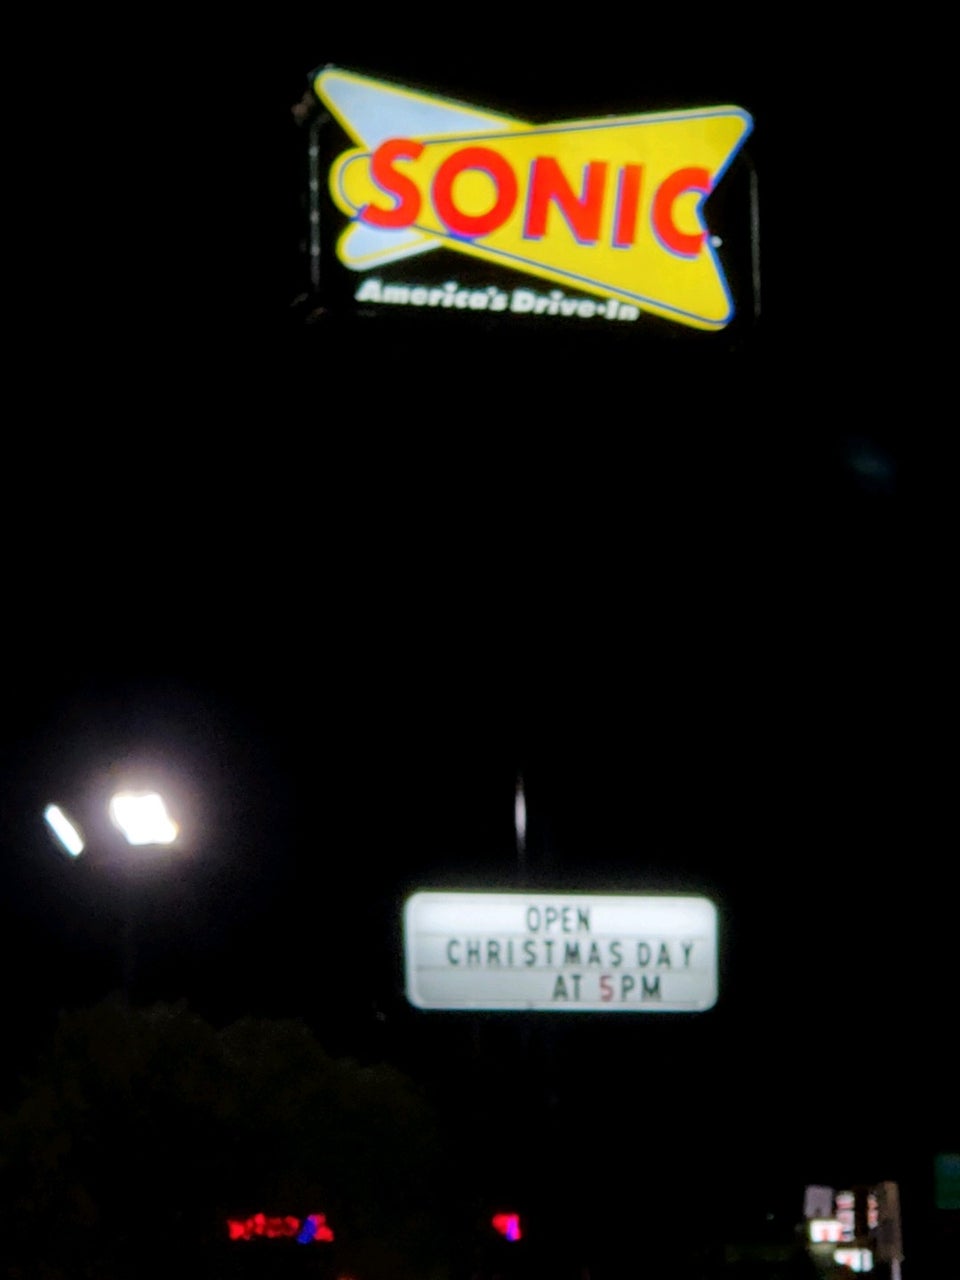 SONIC
America's Drive-In
OPEN
CHRISTMAS DAY
AT 5PM